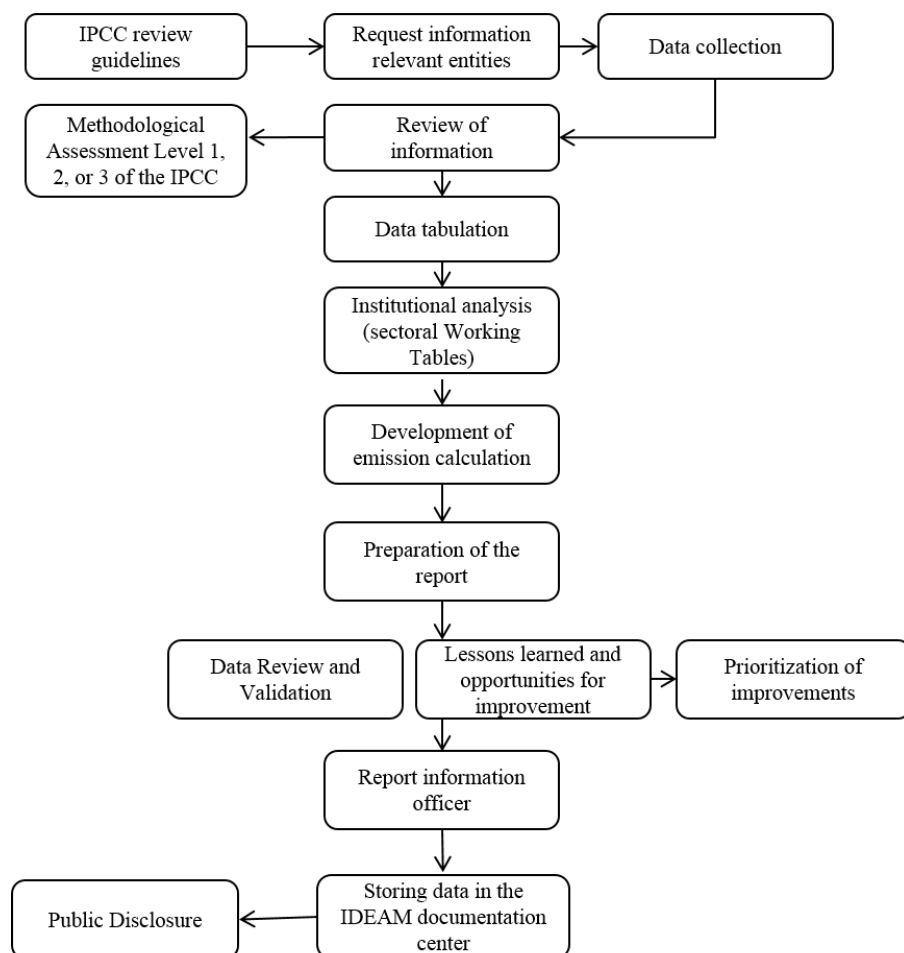 IPCC review
guidelines
Request information
relevant entities
Data collection
Methodological
Assessment Level 1,
2, or 3 of the IPCC
Review of
information
Data tabulation
Institutional analysis
(sectoral Working
Tables)
Development of
emission calculation
Preparation of the
report
Data Review and
Validation
Lessons learned and
opportunities for
improvement
Prioritization of
improvements
Report information
officer
Public Disclosure
Storing data in the
IDEAM documentation
center